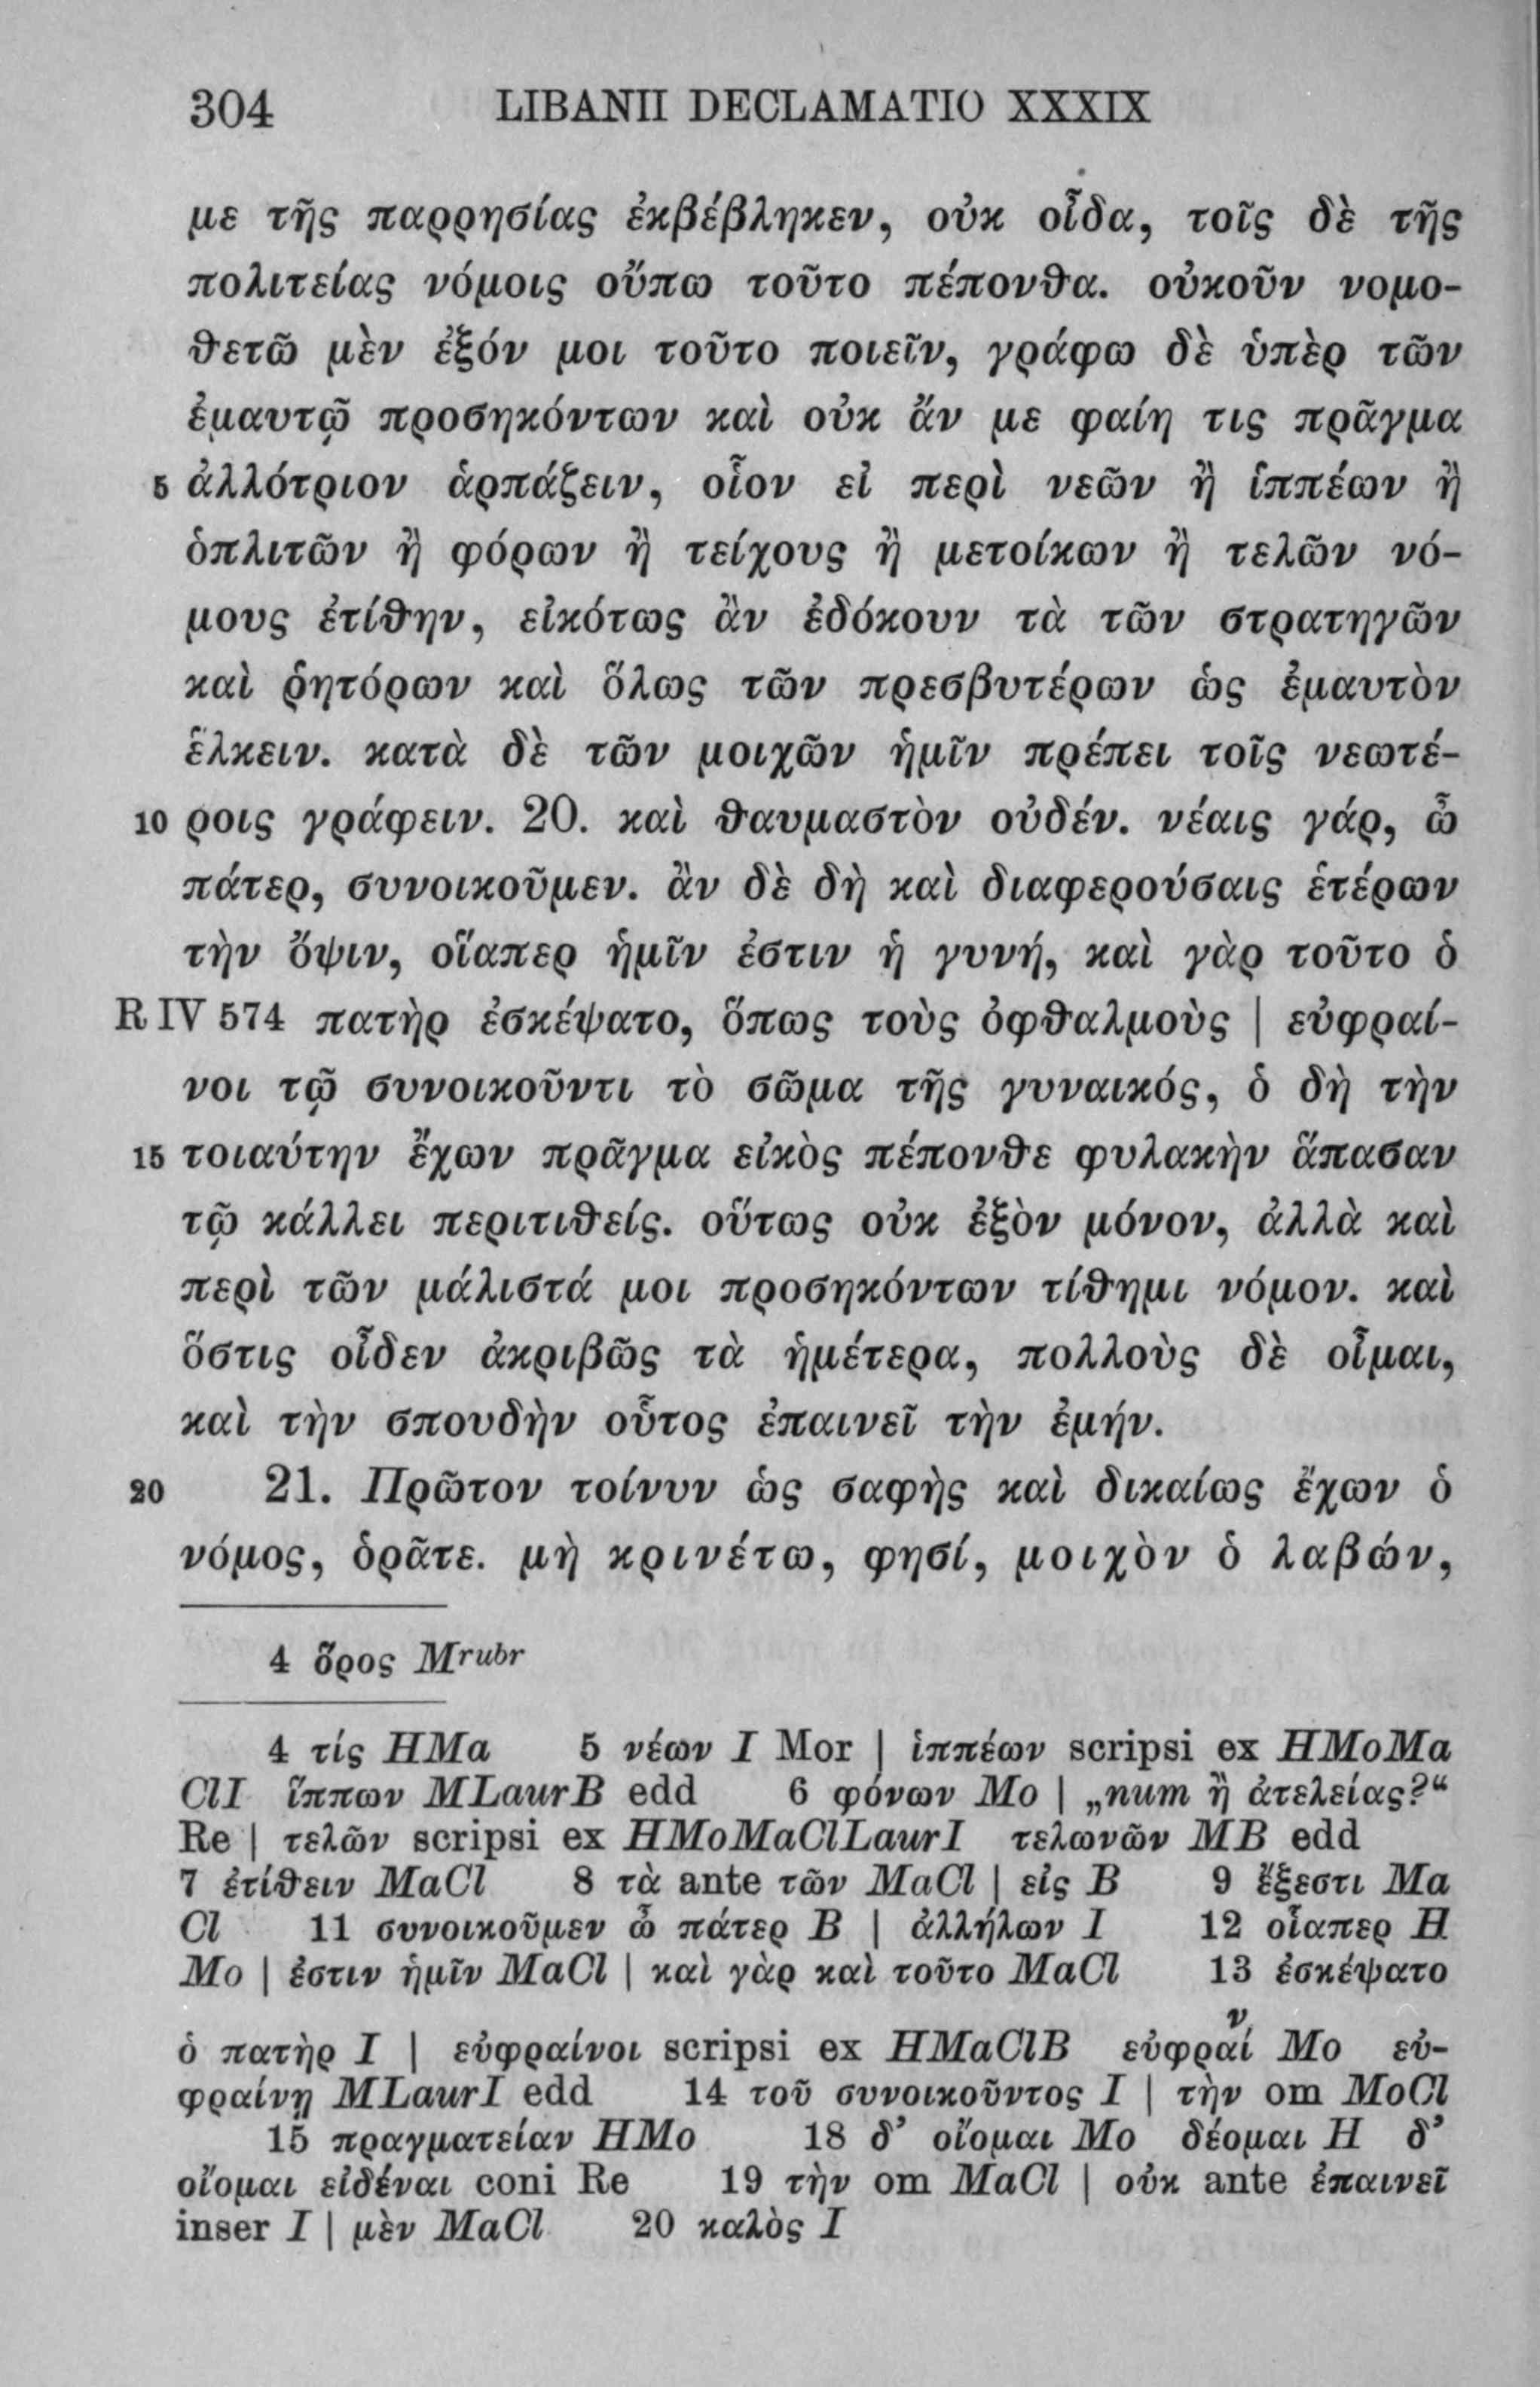 304 LIBANII DECLAMATIO XXXIX
με τῆς παρρησίας ἐκβέβληκεν, οὐκ οἶδα, τοῖς δὲ τῆς
πολιτείας νόμοις οὔπω τοῦτο πέπονθα. οὐκοῦν νομο-
θετῶ μὲν ἐξόν μοι τοῦτο ποιεῖν, γράφω δὲ ὑπὲρ τῶν
ἐμαυτῷ προσηκόντων καὶ οὐκ ἄν με φαίη τις πρᾶγμα
5 ἀλλότριον ἁρπάζειν, οἷον εἰ περὶ νεῶν ἢ ἱππέων ἢ
ὁπλιτῶν ἢ φόρων ἢ τείχους ἢ μετοίκων ἢ τελῶν νό-
μους ἐτίθην, εἰκότως ἂν ἐδόκουν τὰ τῶν στρατηγῶν
καὶ ῥητόρων καὶ ὅλως τῶν πρεσβυτέρων ὡς ἐμαυτὸν
ἕλκειν. κατὰ δὲ τῶν μοιχῶν ἡμῖν πρέπει τοῖς νεωτέ-
10 ροις γράφειν. 20. καὶ θαυμαστὸν οὐδέν. νέαις γάρ, ὦ
πάτερ, συνοικοῦμεν. ἂν δὲ δὴ καὶ διαφερούσαις ἑτέρων
τὴν ὄψιν, οἵαπερ ἡμῖν ἐστιν ἡ γυνή, καὶ γὰρ τοῦτο ὁ
R IV 574 πατὴρ ἐσκέψατο, ὅπως τοὺς ὀφθαλμοὺς | εὐφραί-
νοι τῷ συνοικοῦντι τὸ σῶμα τῆς γυναικός, ὁ δὴ τὴν
15 τοιαύτην ἔχων πρᾶγμα εἰκὸς πέπονθε φυλακὴν ἅπασαν
τῷ κάλλει περιτιθείς. οὕτως οὐκ ἐξὸν μόνον, ἀλλὰ καὶ
περὶ τῶν μάλιστά μοι προσηκόντων τίθημι νόμον. καὶ
ὅστις οἶδεν ἀκριβῶς τὰ ἡμέτερα, πολλοὺς δὲ οἶμαι,
καὶ τὴν σπουδὴν οὗτος ἐπαινεῖ τὴν ἐμήν.
20 21. Πρῶτον τοίνυν ὡς σαφὴς καὶ δικαίως ἔχων ὁ
νόμος, ὁρᾶτε. μὴ κρινέτω, φησί, μοιχὸν ὁ λαβών,
4 ὅρος Mrubr
4 τίς HMa 5 νέων I Mor | ἱππέων scripsi ex HMoMa
ClI ἵππων MLaurB edd 6 φόνων Mo | „num ἢ ἀτελείας?“
Re | τελῶν scripsi ex HMoMaClLaurI τελωνῶν MB edd
7 ἐτίθειν MaCl 8 τὰ ante τῶν MaCl | εἰς B 9 ἔξεστι Ma
Cl 11 συνοικοῦμεν ὦ πάτερ B | ἀλλήλων I 12 οἷαπερ H
Mo | ἐστιν ἡμῖν MaCl | καὶ γὰρ καὶ τοῦτο MaCl 13 ἐσκέψατο
ὁ πατὴρ I | εὐφραίνοι scripsi ex HMaClB εὐφραίν Mo εὐ-
φραίνῃ MLaurI edd 14 τοῦ συνοικοῦντος I | τὴν om MoCl
15 πραγματείαν HMo 18 δ’ οἴομαι Mo δέομαι H δ’
οἴομαι εἰδέναι coni Re 19 τὴν om MaCl | οὐκ ante ἐπαινεῖ
inser I | μὲν MaCl 20 καλὸς I